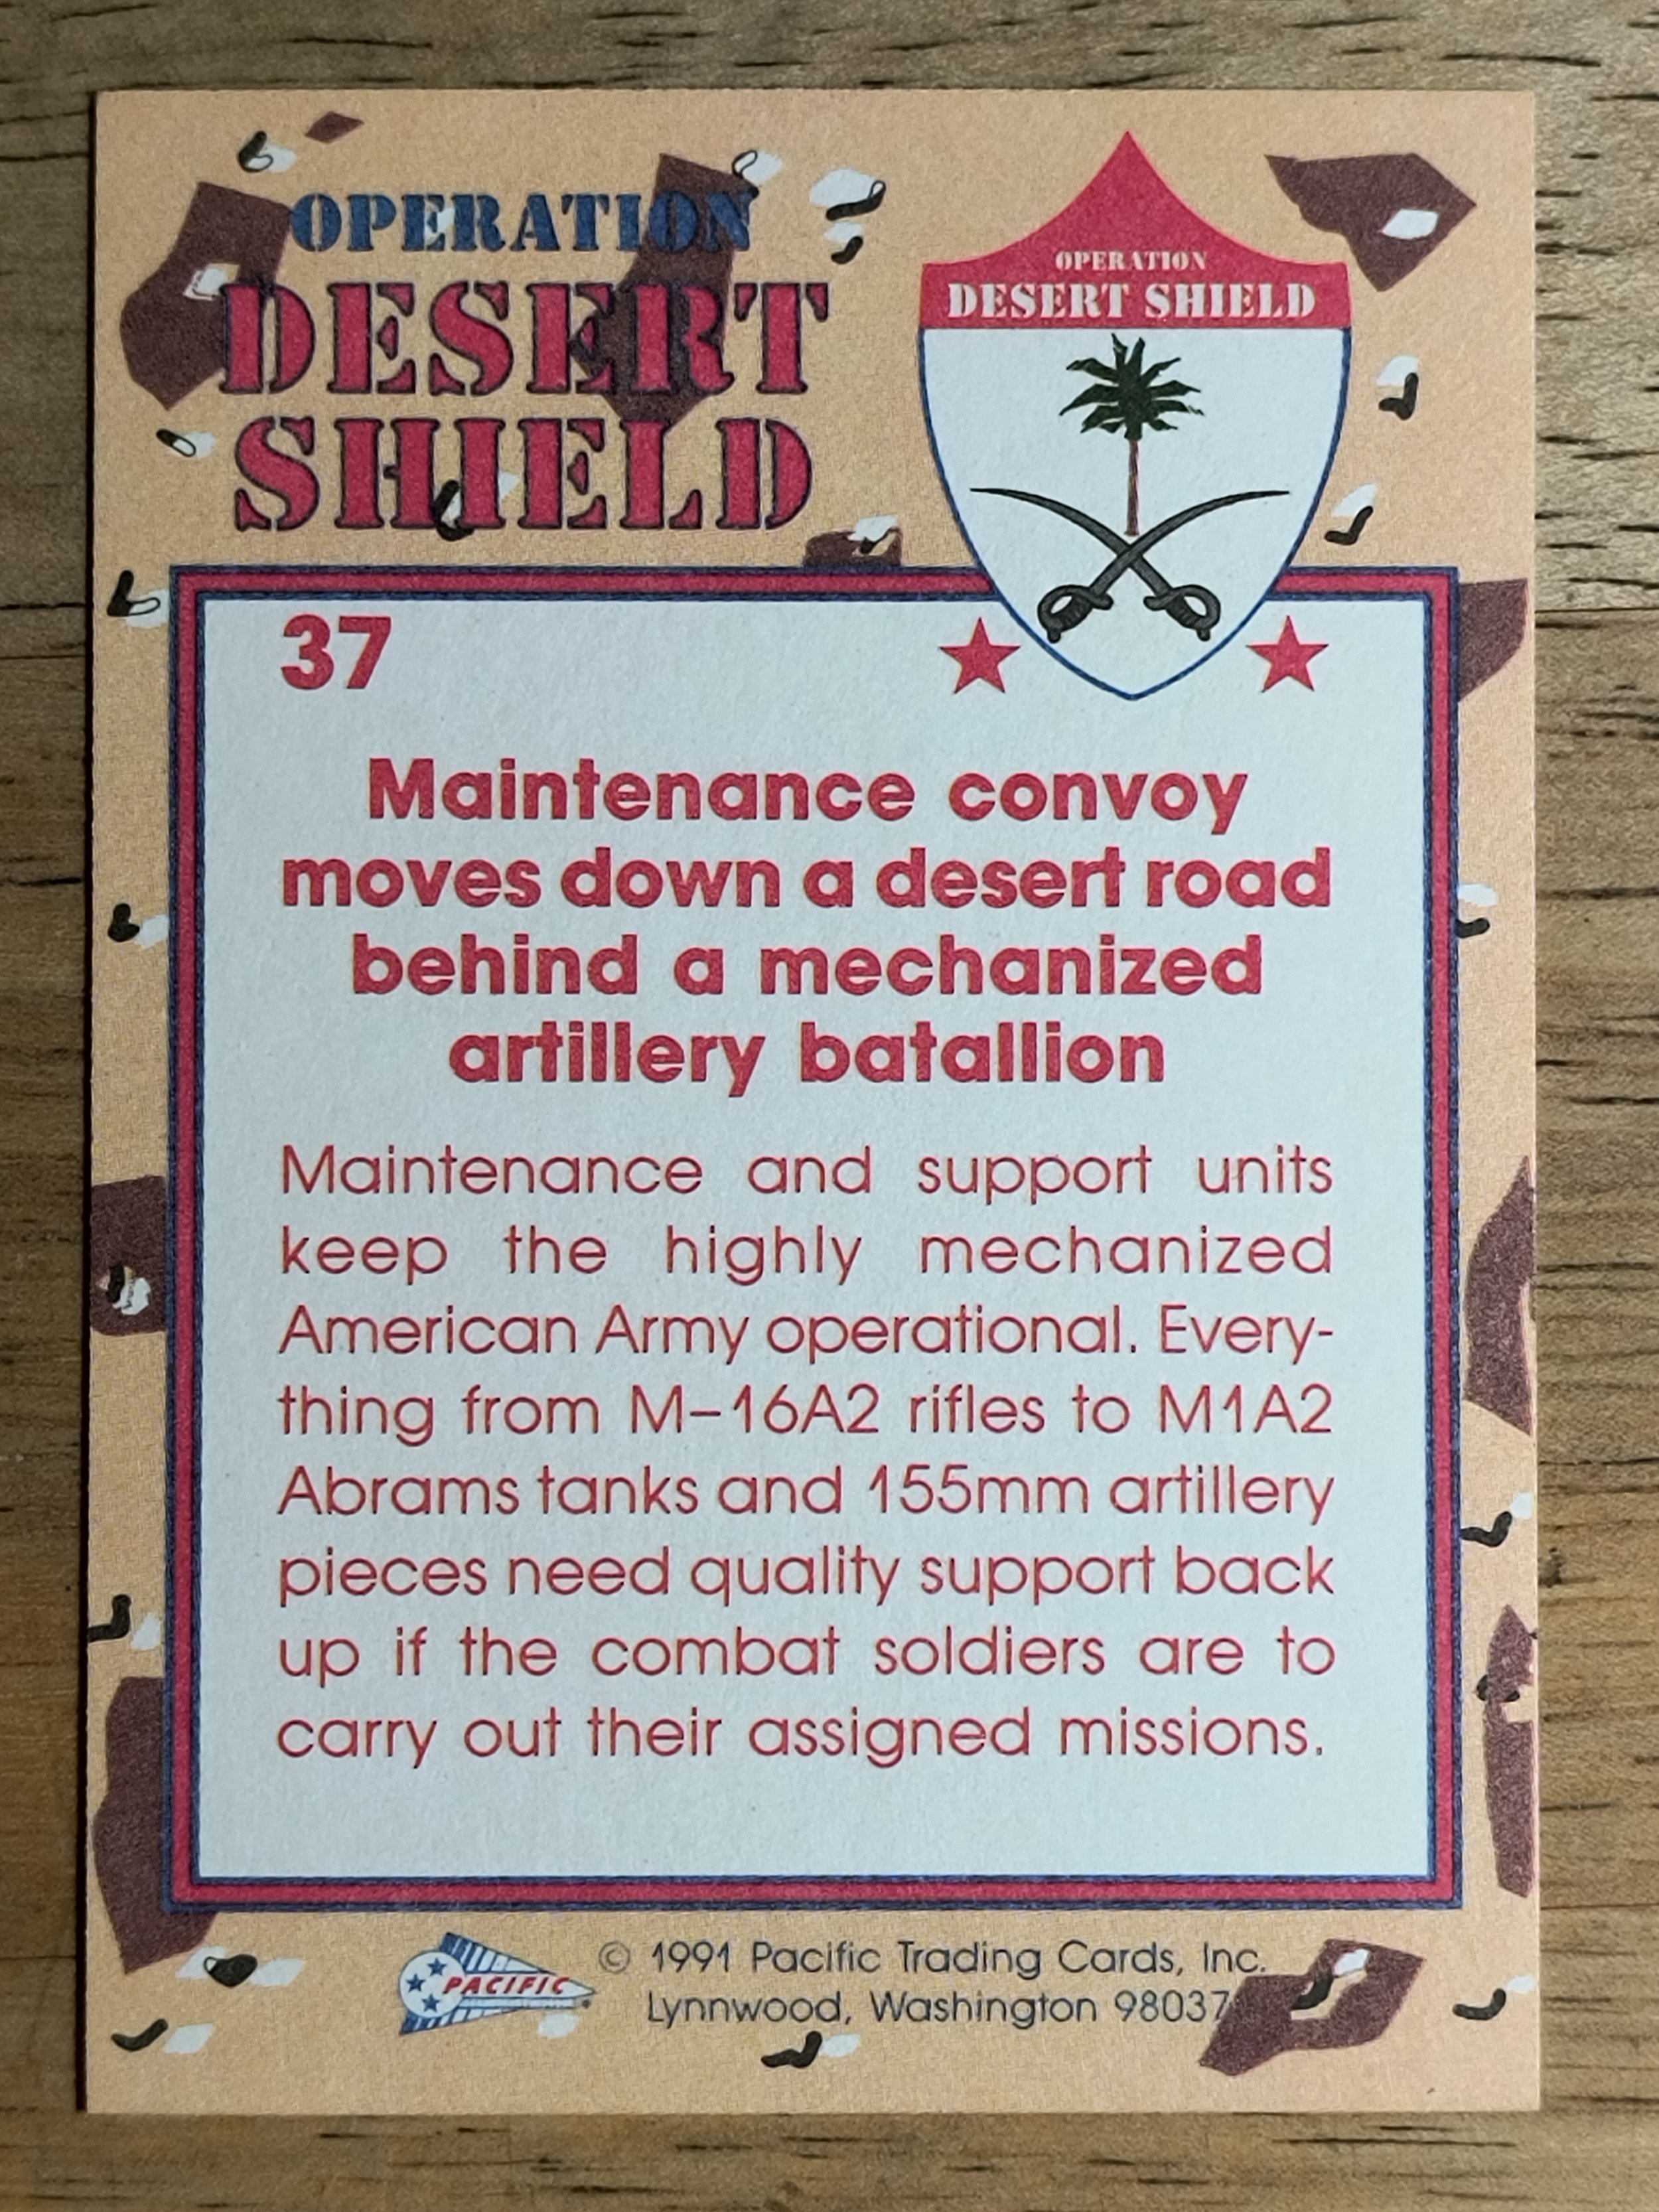 OPERATION
DESERT
SHIELD
OPERATION
DESERT SHIELD
37
Maintenance convoy
moves down a desert road
behind a mechanized
artillery batallion
Maintenance and support units
keep the highly mechanized
American Army operational. Every-
thing from M-16A2 rifles to M1A2
Abrams tanks and 155mm artillery
pieces need quality support back
up if the combat soldiers are to
carry out their assigned missions.
PACIFIC
© 1991 Pacific Trading Cards, Inc.
Lynnwood, Washington 98037